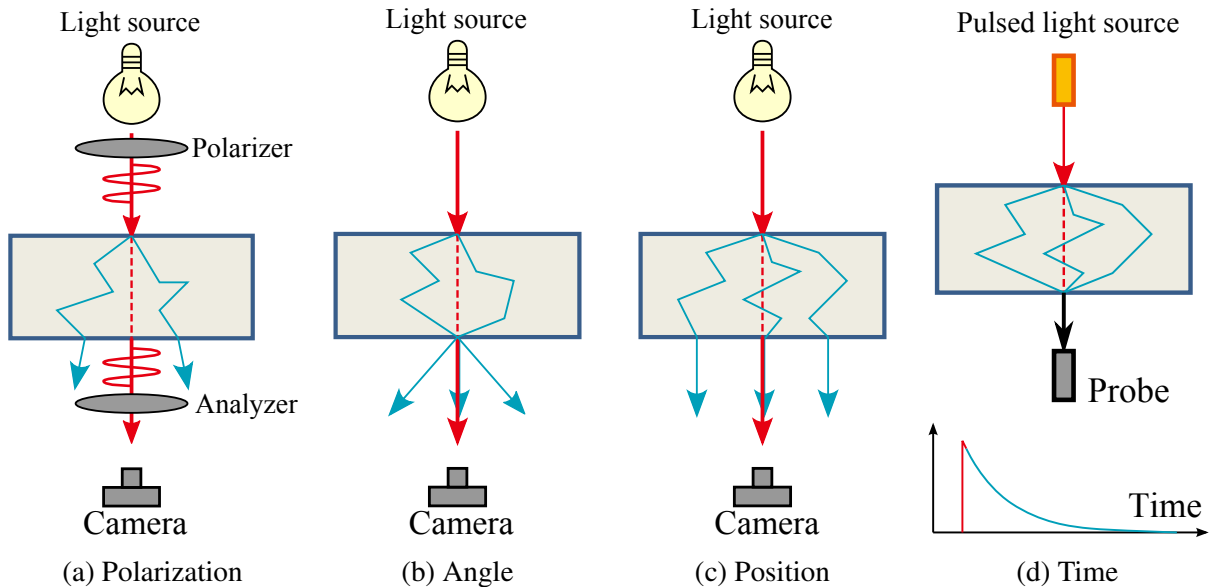 Light source
Polarizer
Analyzer
Camera
(a) Polarization
Light source
Camera
(b) Angle
Light source
Camera
(c) Position
Pulsed light source
Probe
Time
(d) Time